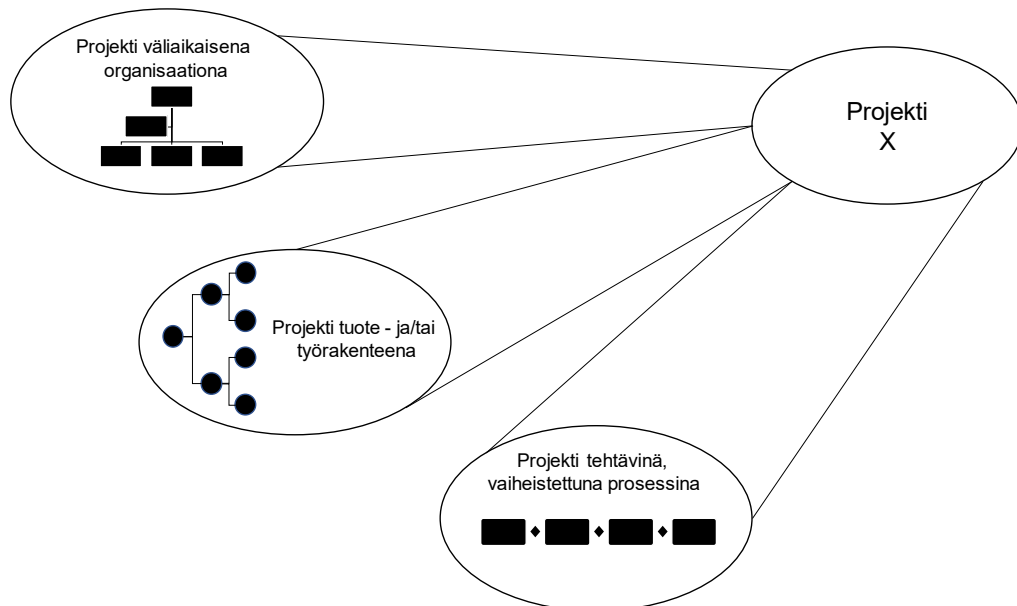 Projekti väliaikaisena
organisaationa
Projekti
X
Projekti tuote - ja/tai
työrakenteena
Projekti tehtävinä,
vaiheistettuna prosessina